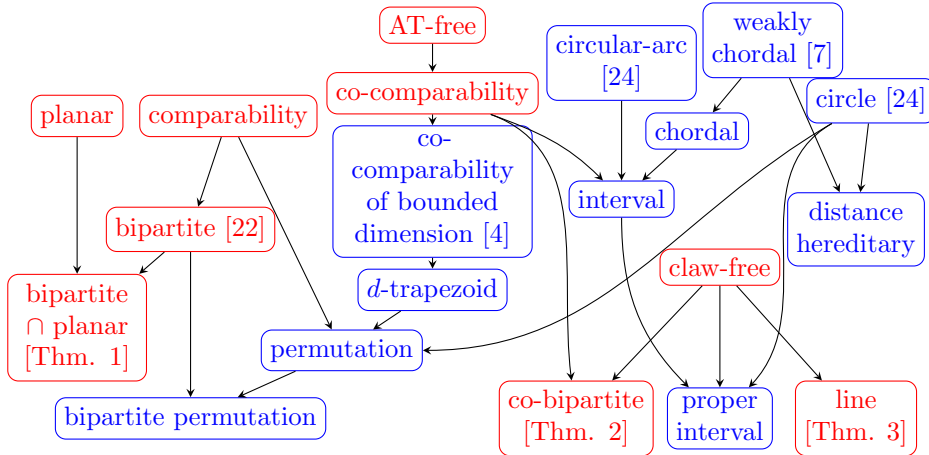 AT-free
weakly
chordal [7]
circular-arc
[24]
co-comparability
circle [24]
planar
comparability
chordal
co-
comparability
of bounded
dimension [4]
interval
bipartite [22]
distance
hereditary
claw-free
d-trapezoid
bipartite
∩ planar
[Thm. 1]
permutation
bipartite permutation
co-bipartite
[Thm. 2]
proper
interval
line
[Thm. 3]